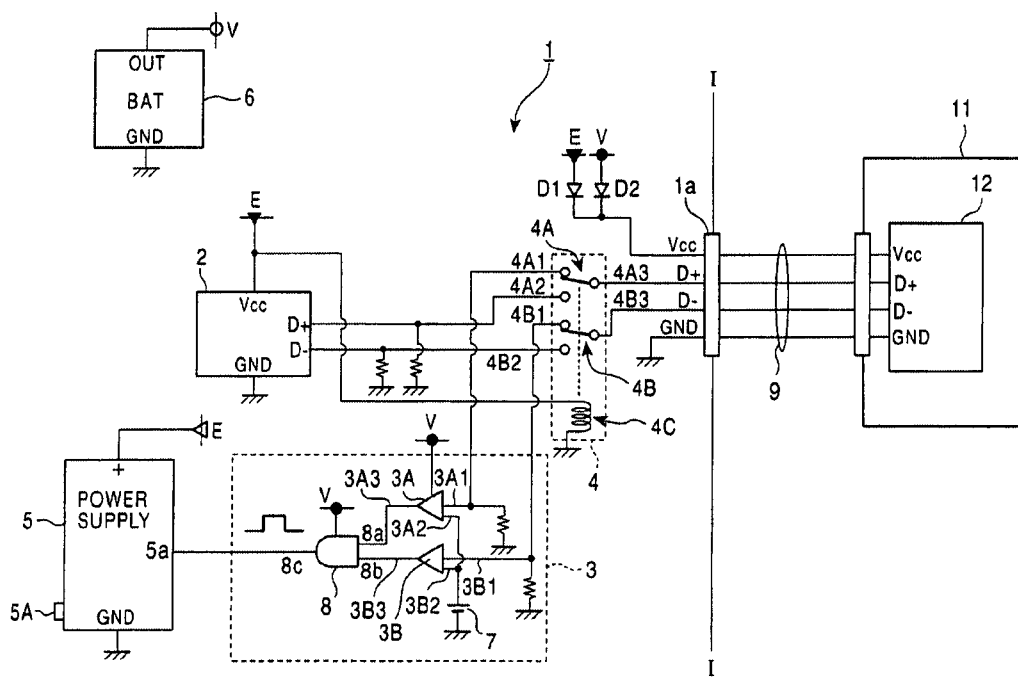 V
OUT
BAT
GND
6
1
I
11
E V
D1 D2
12
1a
E
4A
Vcc
Vcc
2
4A1
4A3
D+
D+
4A2
Vcc
4B1
4B3
D-
D-
D+
GND
GND
D-
4B2
GND
4B
9
4C
E
V
4
+
POWER
SUPPLY
5
5a
V
3A3
3A
3A1
8a
3A2
8c
8b
3B1
3
8
3B3
3B2
3B
7
5A
GND
I